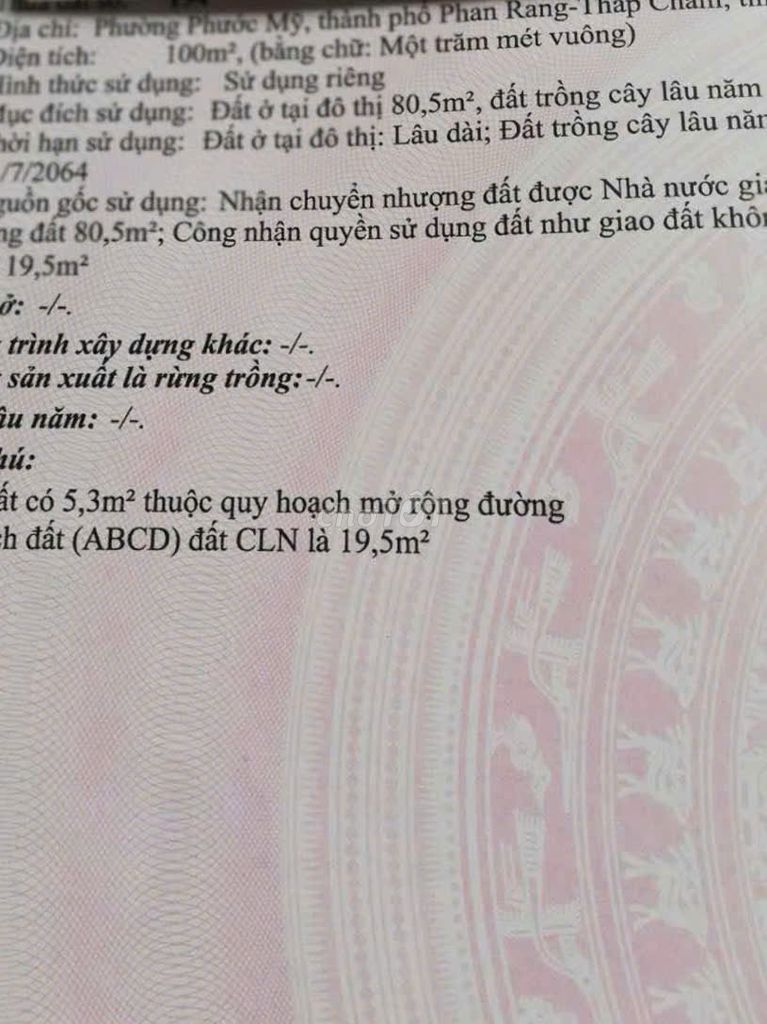 Địa chỉ: Phường Phước Mỹ, thành phố Phan Rang-Tháp Chàm,
Diện tích: 100m², (bằng chữ: Một trăm mét vuông)
Hình thức sử dụng: Sử dụng riêng
Mục đích sử dụng: Đất ở tại đô thị 80,5m², đất trồng cây lâu năm
hời hạn sử dụng: Đất ở tại đô thị: Lâu dài; Đất trồng cây lâu năm
/7/2064
guồn gốc sử dụng: Nhận chuyển nhượng đất được Nhà nước gia
ng đất 80,5m²; Công nhận quyền sử dụng đất như giao đất khôn
19,5m²
ở: -/-.
trình xây dựng khác: -/-.
sản xuất là rừng trồng:-/-.
âu năm: -/-.
hú:
ất có 5,3m² thuộc quy hoạch mở rộng đường
ch đất (ABCD) đất CLN là 19,5m²